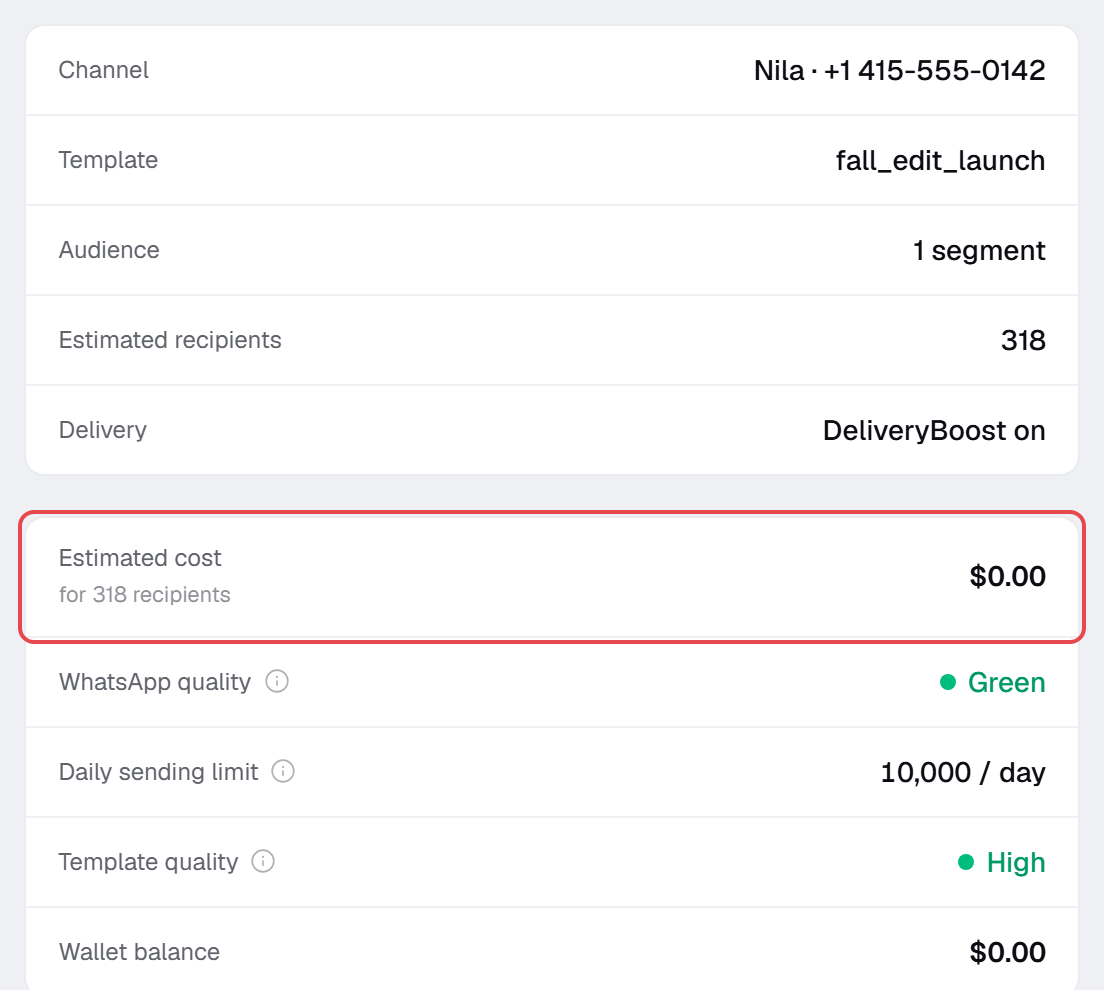 Channel
Nila · +1 415-555-0142
Template
fall_edit_launch
Audience
1 segment
Estimated recipients
318
Delivery
DeliveryBoost on
Estimated cost
for 318 recipients
$0.00
WhatsApp quality
Green
Daily sending limit
10,000 / day
Template quality
High
Wallet balance
$0.00